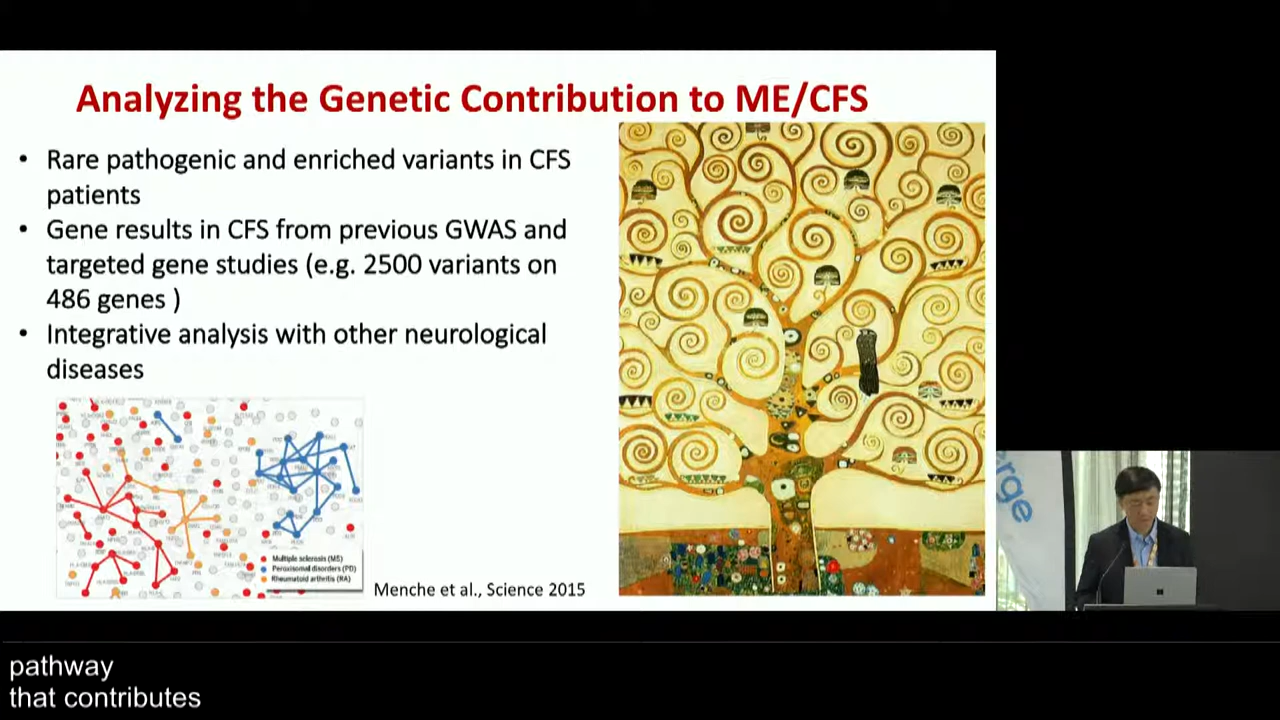 Analyzing the Genetic Contribution to ME/CFS
• Rare pathogenic and enriched variants in CFS
patients
• Gene results in CFS from previous GWAS and
targeted gene studies (e.g. 2500 variants on
486 genes )
• Integrative analysis with other neurological
diseases
Multiple sclerosis (MS)
Peroxisomal disorders (PD)
Rheumatoid arthritis (RA)
Menche et al., Science 2015
erge
pathway
that contributes